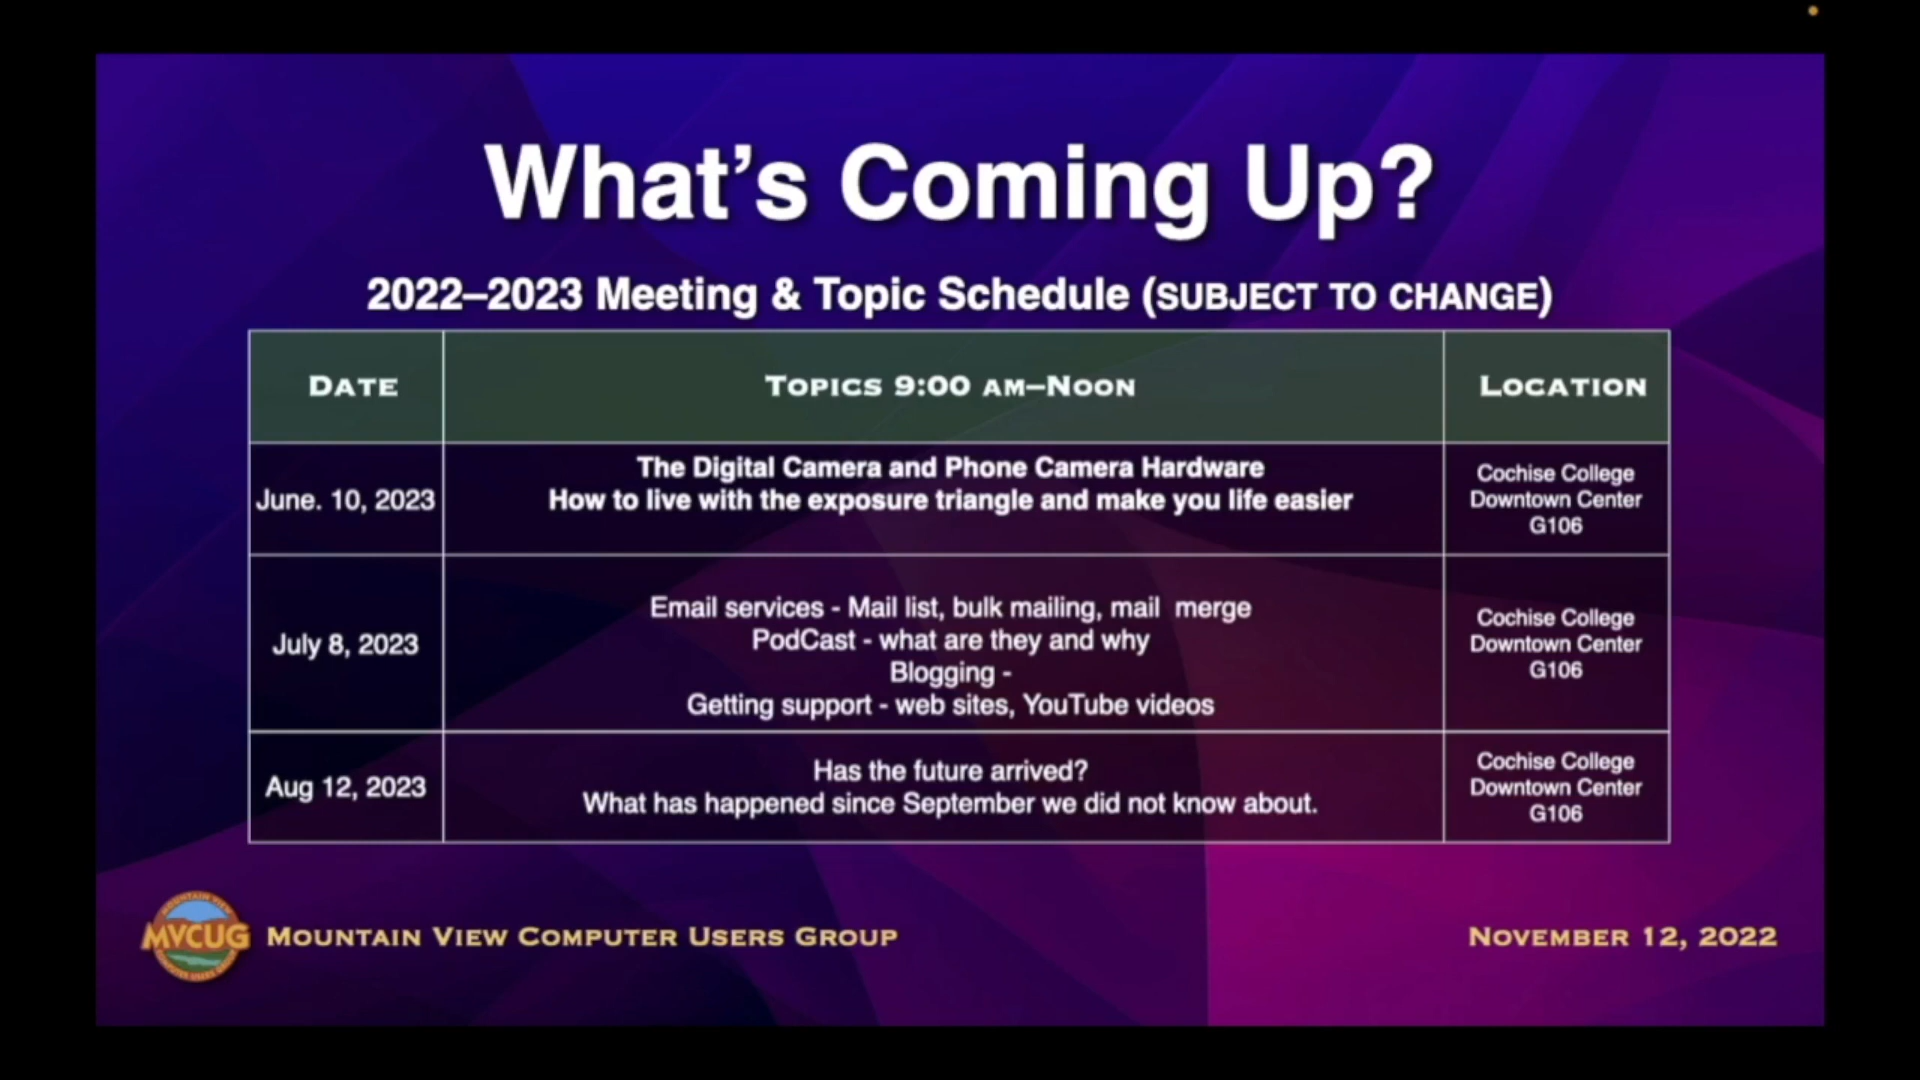 What's Coming Up?
2022–2023 Meeting & Topic Schedule (SUBJECT TO CHANGE)
DATE
TOPICS 9:00 AM–NOON
LOCATION
June. 10, 2023
The Digital Camera and Phone Camera Hardware
How to live with the exposure triangle and make you life easier
Cochise College
Downtown Center
G106
July 8, 2023
Email services - Mail list, bulk mailing, mail  merge
PodCast - what are they and why
Blogging -
Getting support - web sites, YouTube videos
Cochise College
Downtown Center
G106
Aug 12, 2023
Has the future arrived?
What has happened since September we did not know about.
Cochise College
Downtown Center
G106
MOUNTAIN VIEW
MVCUG
COMPUTER USERS GROUP
MOUNTAIN VIEW COMPUTER USERS GROUP
NOVEMBER 12, 2022